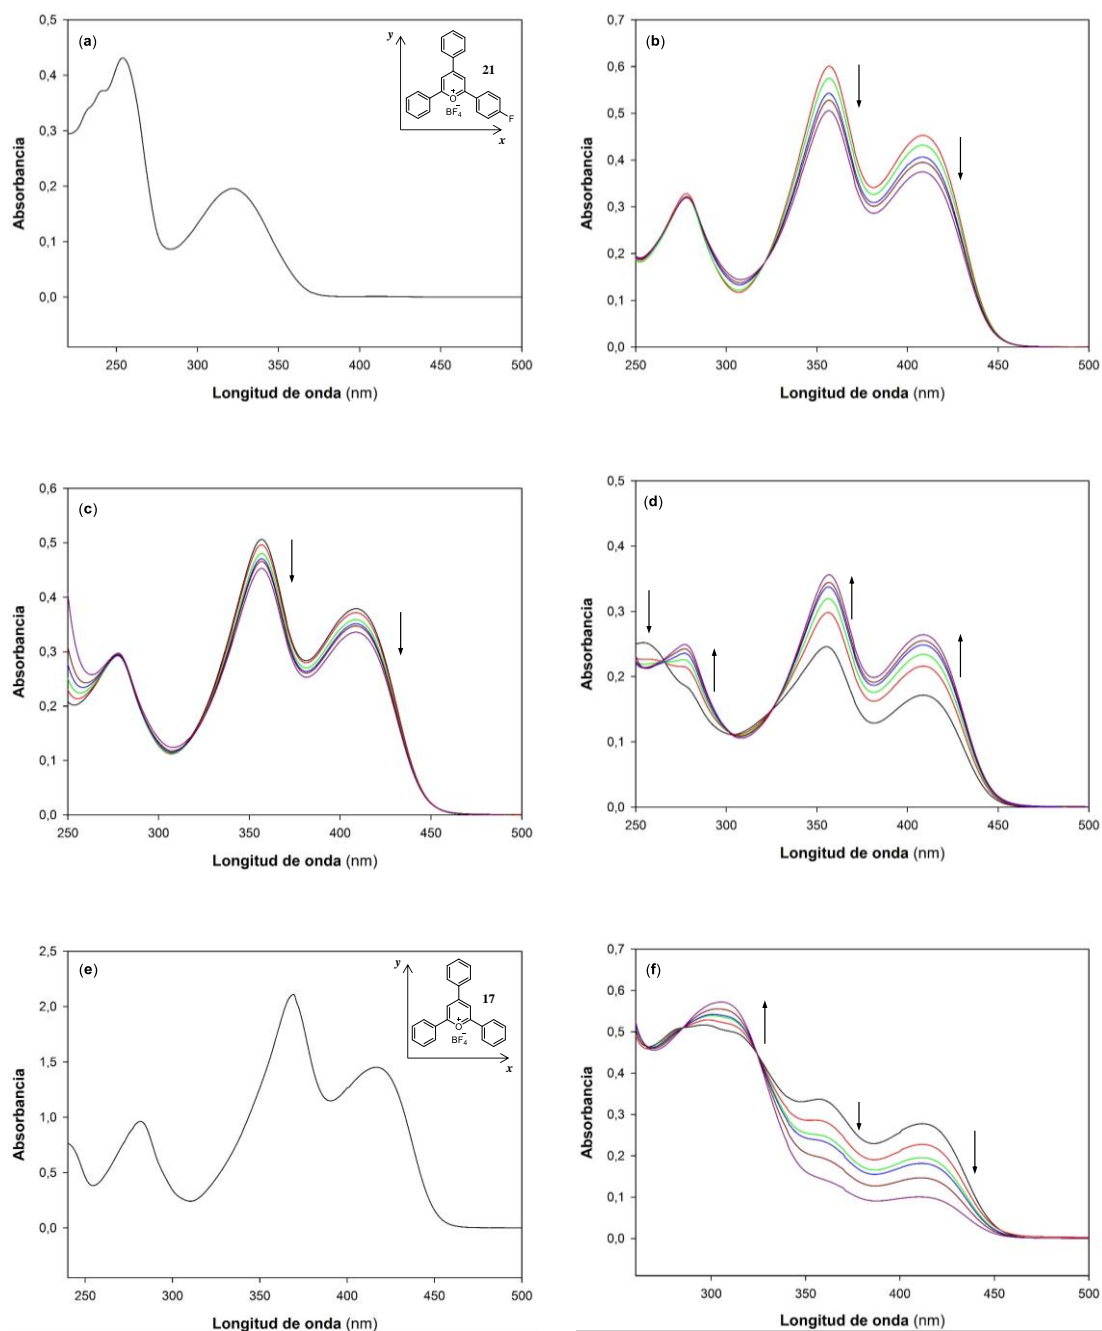 (a)
y
21
O
+
−
BF4
F
x
0,5
0,4
0,3
0,2
0,1
0,0
Absorbancia
250 300 350 400 450 500
Longitud de onda (nm)
(b)
0,7
0,6
0,5
0,4
0,3
0,2
0,1
0,0
Absorbancia
250 300 350 400 450 500
Longitud de onda (nm)
(c)
0,6
0,5
0,4
0,3
0,2
0,1
0,0
Absorbancia
250 300 350 400 450 500
Longitud de onda (nm)
(d)
0,5
0,4
0,3
0,2
0,1
0,0
Absorbancia
250 300 350 400 450 500
Longitud de onda (nm)
(e)
y
17
O
+
−
BF4
x
2,5
2,0
1,5
1,0
0,5
0,0
Absorbancia
250 300 350 400 450 500
Longitud de onda (nm)
(f)
0,7
0,6
0,5
0,4
0,3
0,2
0,1
0,0
Absorbancia
300 350 400 450 500
Longitud de onda (nm)